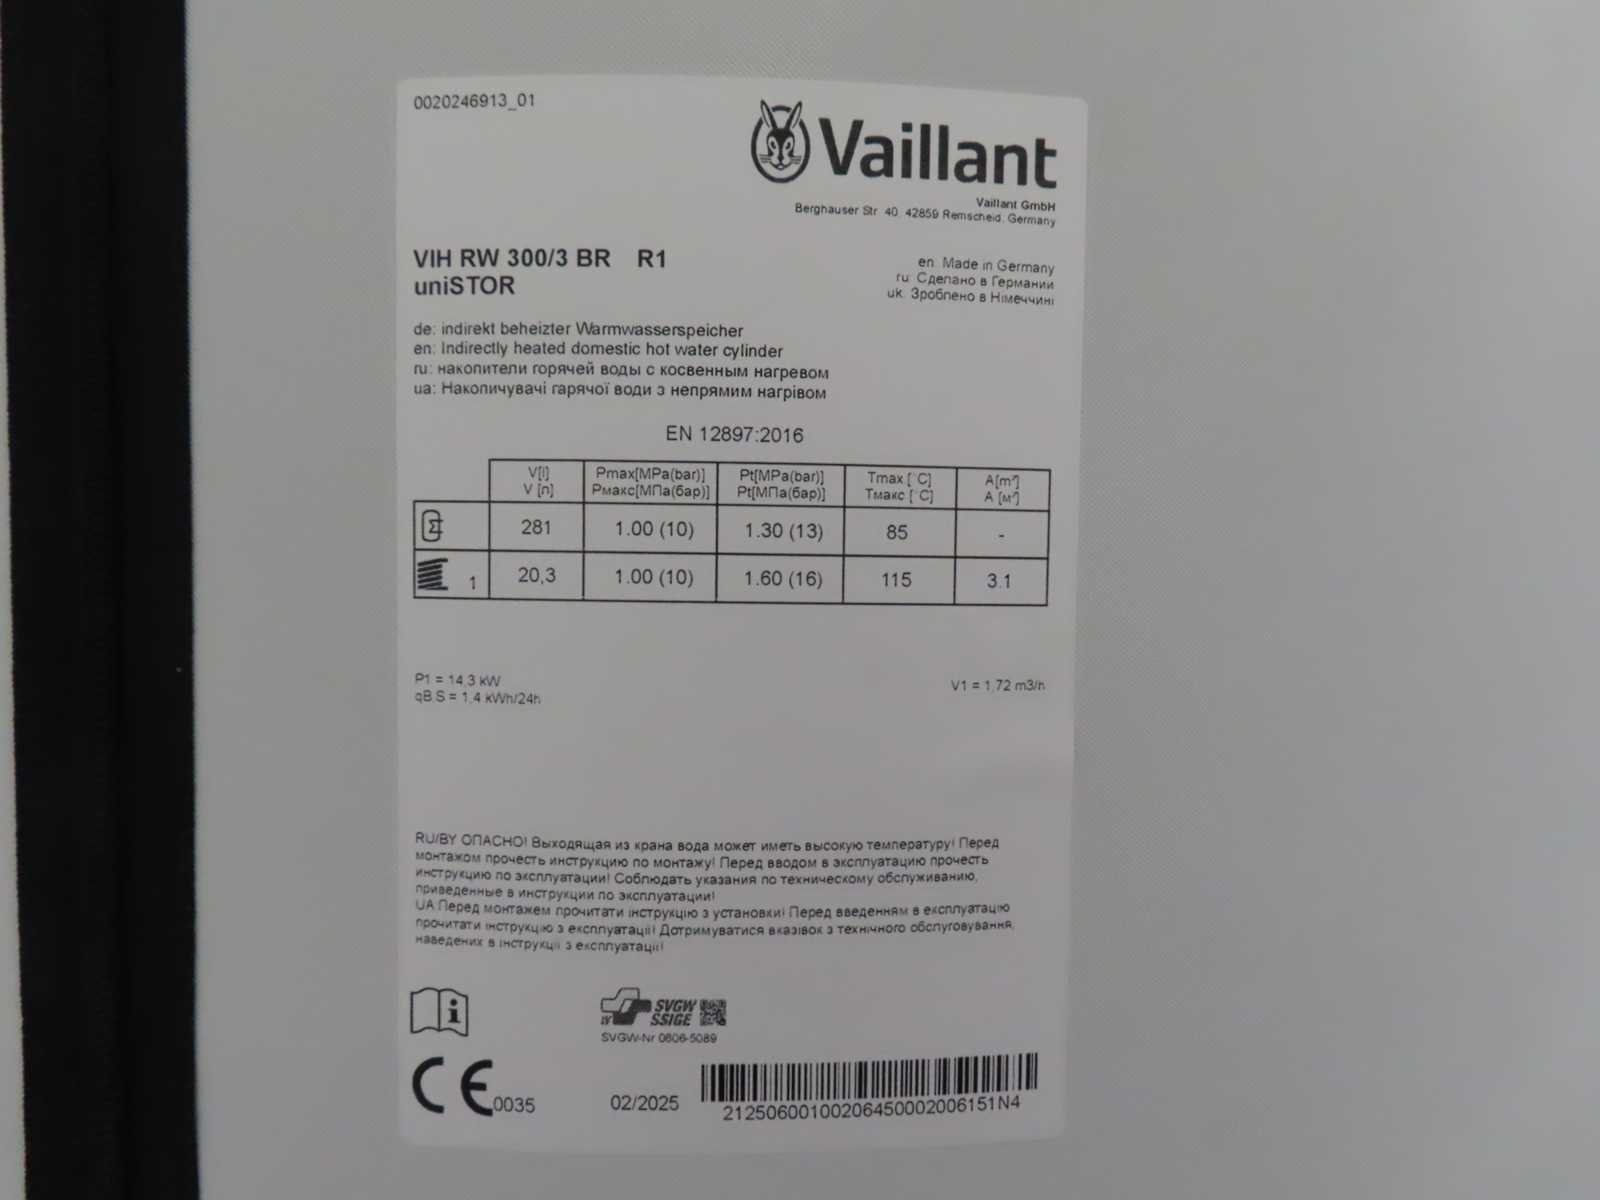 0020246913_01
Vaillant
Vaillant GmbH
Berghauser Str. 40, 42859 Remscheid, Germany
VIH RW 300/3 BR R1
uniSTOR
en: Made in Germany
ru: Сделано в Германии
uk: Зроблено в Німеччині
de: indirekt beheizter Warmwasserspeicher
en: Indirectly heated domestic hot water cylinder
ru: накопители горячей воды с косвенным нагревом
ua: Накопичувачі гарячої води з непрямим нагрівом
EN 12897:2016
V[l] Pmax[MPa(bar)] Pt[MPa(bar)] Tmax [°C] A[m²]
V [л] Pмакс[МПа(бар)] Pt[МПа(бар)] Tмакс [°C] A [м²]
281 1.00 (10) 1.30 (13) 85 -
1 20,3 1.00 (10) 1.60 (16) 115 3.1
P1 = 14,3 kW
qB.S = 1,4 kWh/24h
V1 = 1,72 m3/h
RU/BY ОПАСНО! Выходящая из крана вода может иметь высокую температуру! Перед
монтажом прочесть инструкцию по монтажу! Перед вводом в эксплуатацию прочесть
инструкцию по эксплуатации! Соблюдать указания по техническому обслуживанию,
приведенные в инструкции по эксплуатации!
UA Перед монтажем прочитати інструкцію з установки! Перед введенням в експлуатацію
прочитати інструкцію з експлуатації! Дотримуватися вказівок з технічного обслуговування,
наведених в інструкції з експлуатації!
SVGW
SSIGE
SVGW-Nr 0606-5089
CE 0035
02/2025
21250600100206450002006151N4